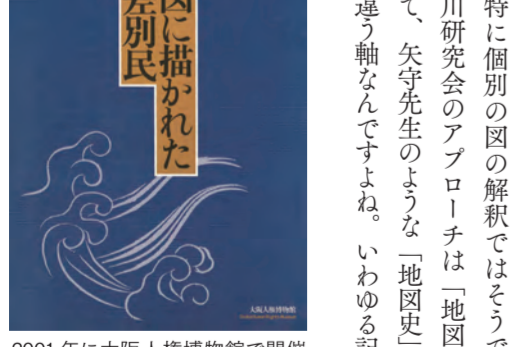 特に個別の図の解釈ではそうで
川研究会のアプローチは「地図
て、矢守先生のような「地図史」
違う軸なんですよね。いわゆる記
図に描かれた
差別民
大阪人権博物館
2001年に大阪人権博物館で開催